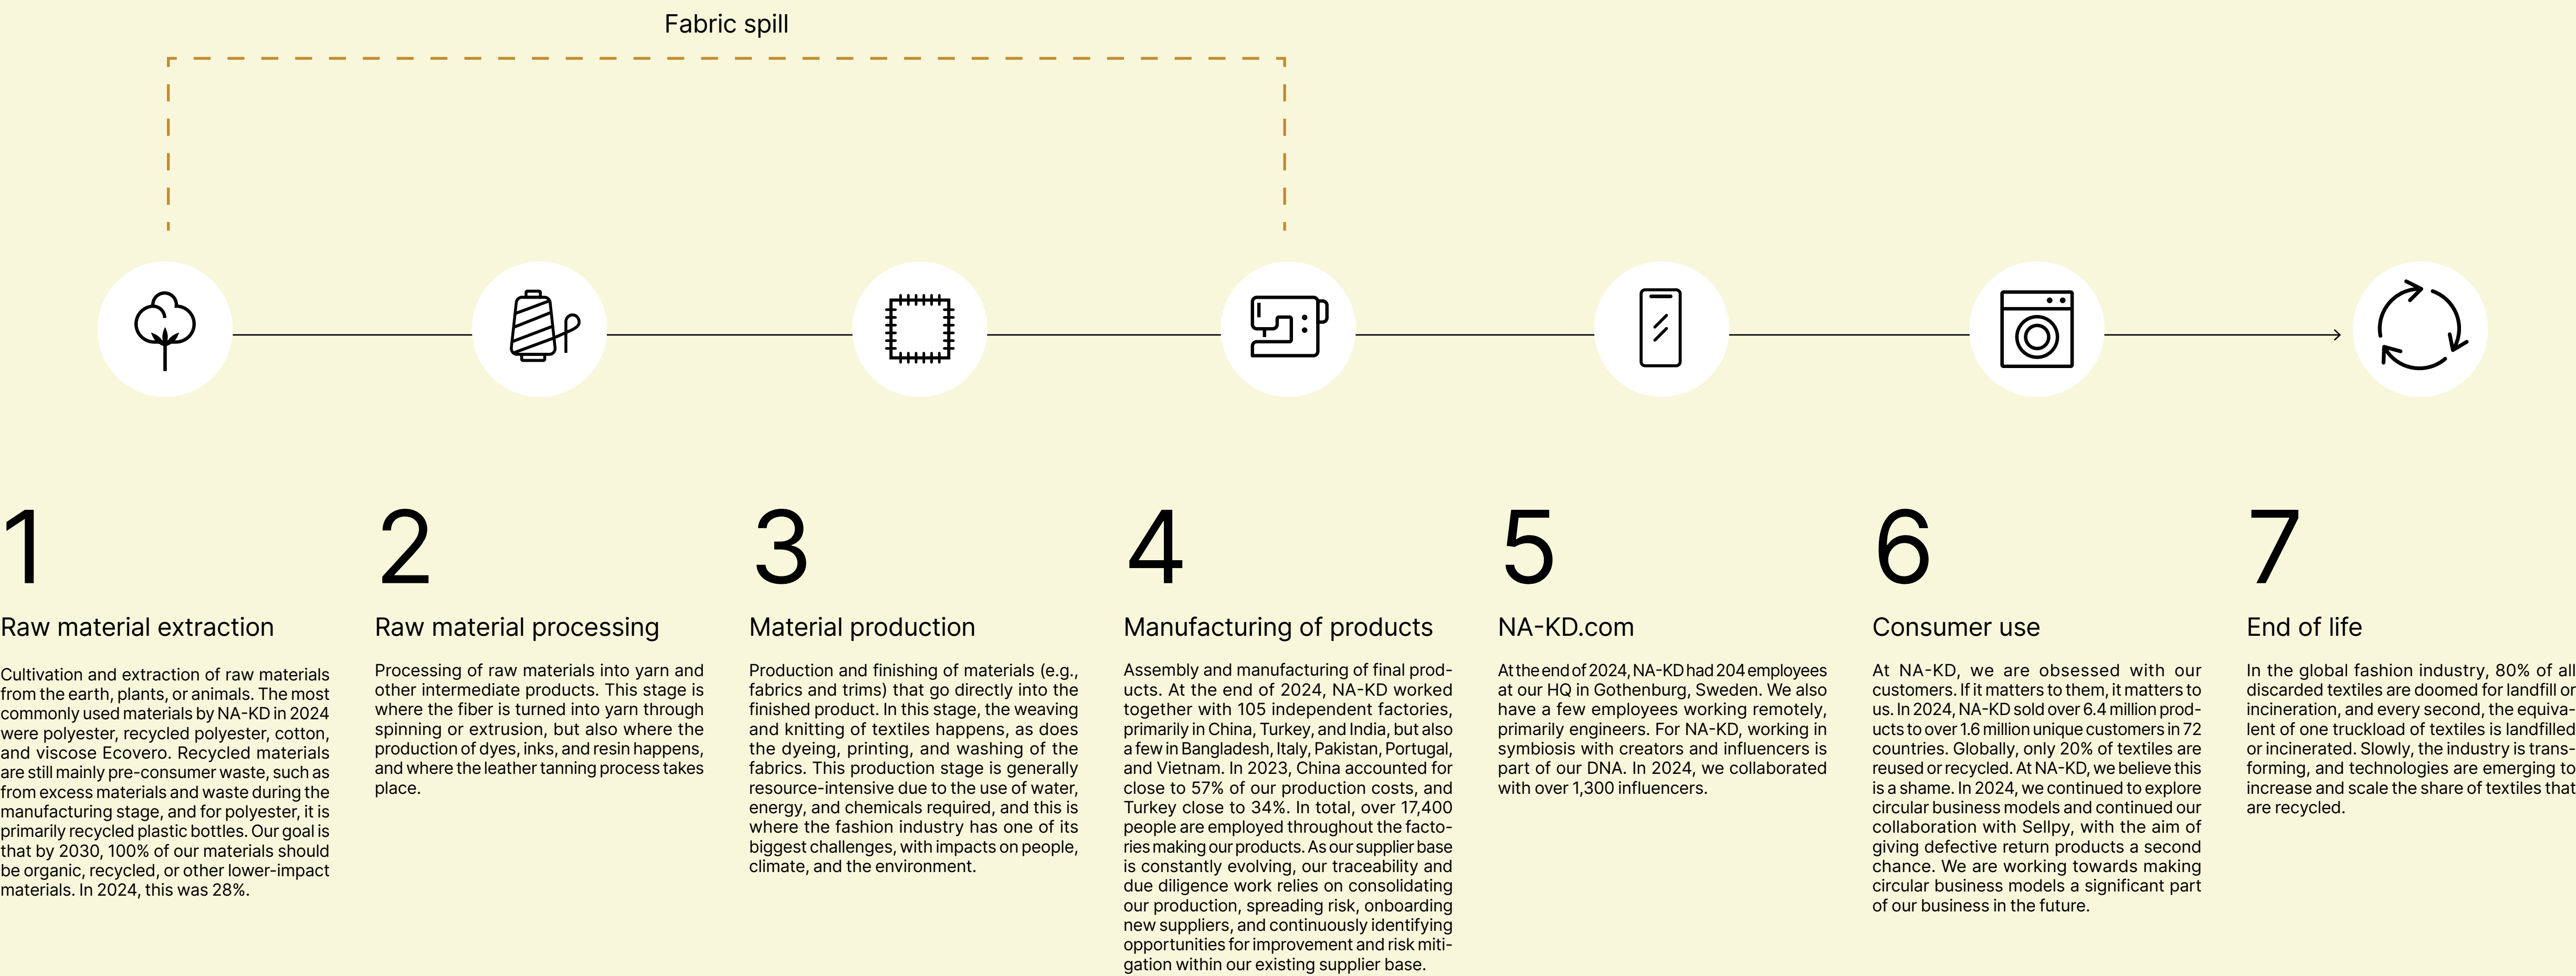 Fabric spill
1
Raw material extraction
Cultivation and extraction of raw materials
from the earth, plants, or animals. The most
commonly used materials by NA-KD in 2024
were polyester, recycled polyester, cotton,
and viscose Ecovero. Recycled materials
are still mainly pre-consumer waste, such as
from excess materials and waste during the
manufacturing stage, and for polyester, it is
primarily recycled plastic bottles. Our goal is
that by 2030, 100% of our materials should
be organic, recycled, or other lower-impact
materials. In 2024, this was 28%.
2
Raw material processing
Processing of raw materials into yarn and
other intermediate products. This stage is
where the fiber is turned into yarn through
spinning or extrusion, but also where the
production of dyes, inks, and resin happens,
and where the leather tanning process takes
place.
3
Material production
Production and finishing of materials (e.g.,
fabrics and trims) that go directly into the
finished product. In this stage, the weaving
and knitting of textiles happens, as does
the dyeing, printing, and washing of the
fabrics. This production stage is generally
resource-intensive due to the use of water,
energy, and chemicals required, and this is
where the fashion industry has one of its
biggest challenges, with impacts on people,
climate, and the environment.
4
Manufacturing of products
Assembly and manufacturing of final prod-
ucts. At the end of 2024, NA-KD worked
together with 105 independent factories,
primarily in China, Turkey, and India, but also
a few in Bangladesh, Italy, Pakistan, Portugal,
and Vietnam. In 2023, China accounted for
close to 57% of our production costs, and
Turkey close to 34%. In total, over 17,400
people are employed throughout the facto-
ries making our products. As our supplier base
is constantly evolving, our traceability and
due diligence work relies on consolidating
our production, spreading risk, onboarding
new suppliers, and continuously identifying
opportunities for improvement and risk miti-
gation within our existing supplier base.
5
NA-KD.com
At the end of 2024, NA-KD had 204 employees
at our HQ in Gothenburg, Sweden. We also
have a few employees working remotely,
primarily engineers. For NA-KD, working in
symbiosis with creators and influencers is
part of our DNA. In 2024, we collaborated
with over 1,300 influencers.
6
Consumer use
At NA-KD, we are obsessed with our
customers. If it matters to them, it matters to
us. In 2024, NA-KD sold over 6.4 million prod-
ucts to over 1.6 million unique customers in 72
countries. Globally, only 20% of textiles are
reused or recycled. At NA-KD, we believe this
is a shame. In 2024, we continued to explore
circular business models and continued our
collaboration with Sellpy, with the aim of
giving defective return products a second
chance. We are working towards making
circular business models a significant part
of our business in the future.
7
End of life
In the global fashion industry, 80% of all
discarded textiles are doomed for landfill or
incineration, and every second, the equiva-
lent of one truckload of textiles is landfilled
or incinerated. Slowly, the industry is trans-
forming, and technologies are emerging to
increase and scale the share of textiles that
are recycled.